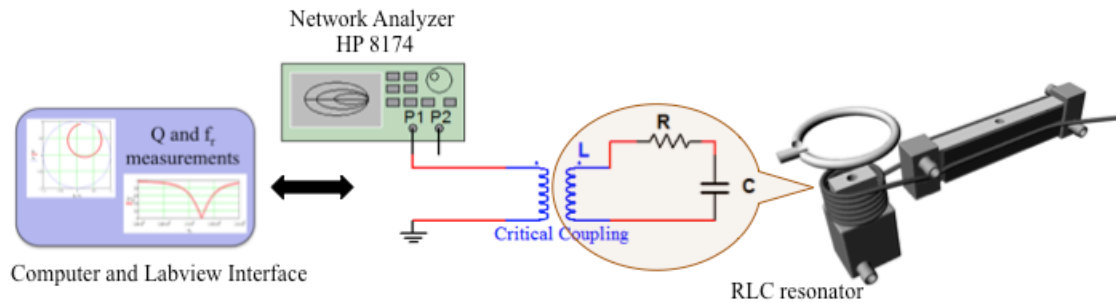 Network Analyzer
HP 8174
P1 P2
Q and fr
measurements
R
L
C
Critical Coupling
Computer and Labview Interface
RLC resonator